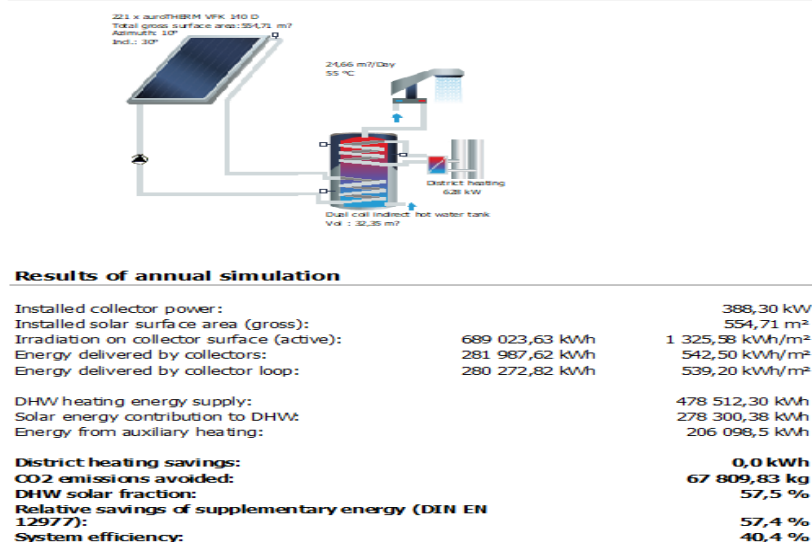 221 x auroTHERM VFK 140 D
Total gross surface area: 554,71 m?
Azimuth: 10°
Incl.: 30°
24,66 m?/Day
55 °C
District heating
628 kW
Dual coil indirect hot water tank
Vol : 32,35 m?
Results of annual simulation
Installed collector power: 388,30 kW
Installed solar surface area (gross): 554,71 m²
Irradiation on collector surface (active): 689 023,63 kWh 1 325,58 kWh/m²
Energy delivered by collectors: 281 987,62 kWh 542,50 kWh/m²
Energy delivered by collector loop: 280 272,82 kWh 539,20 kWh/m²
DHW heating energy supply: 478 512,30 kWh
Solar energy contribution to DHW: 278 300,38 kWh
Energy from auxiliary heating: 206 098,5 kWh
District heating savings: 0,0 kWh
CO2 emissions avoided: 67 809,83 kg
DHW solar fraction: 57,5 %
Relative savings of supplementary energy (DIN EN
12977): 57,4 %
System efficiency: 40,4 %